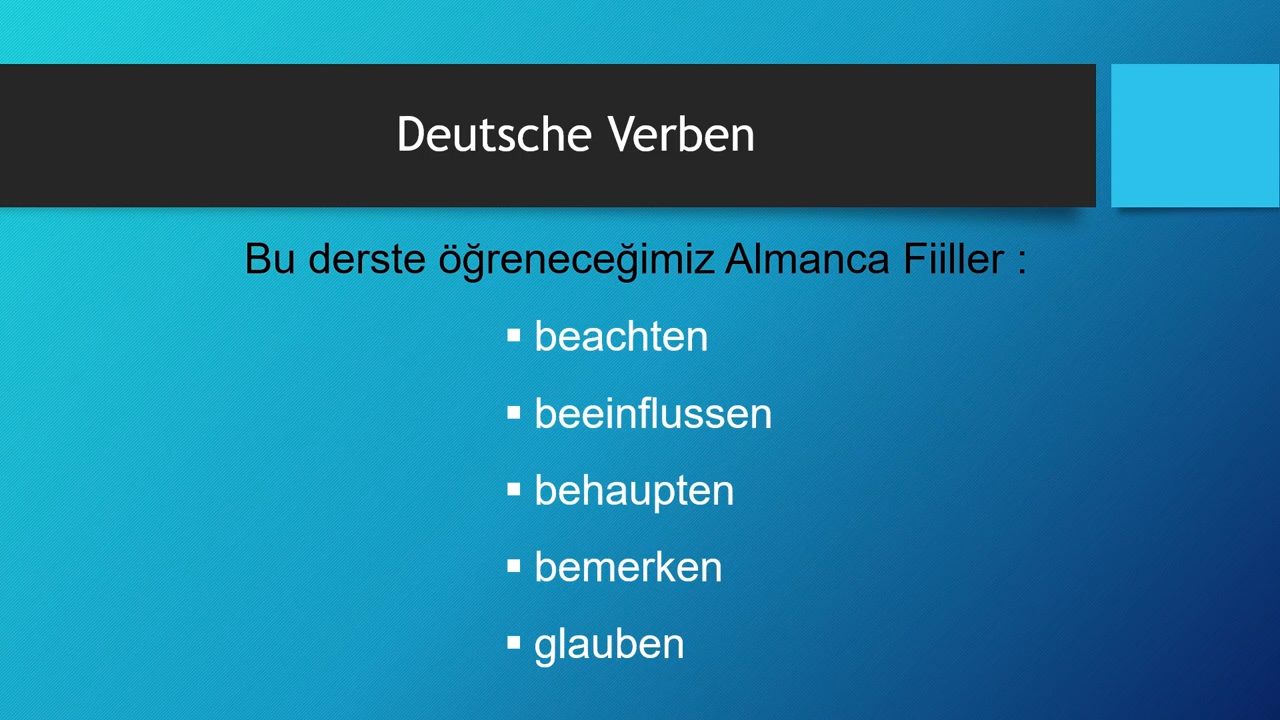 Deutsche Verben
Bu derste öğreneceğimiz Almanca Fiiller :
▪ beachten
▪ beeinflussen
▪ behaupten
▪ bemerken
▪ glauben